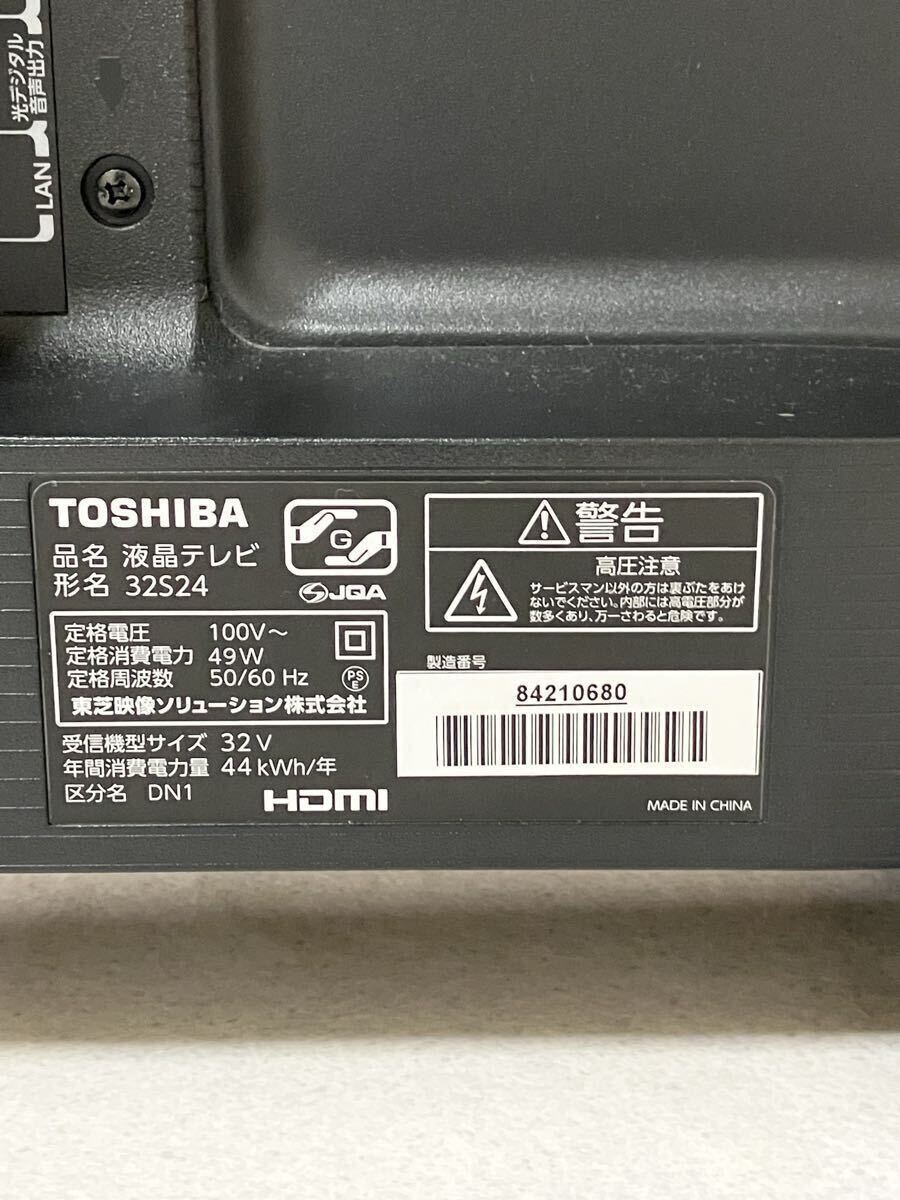 光デジタル
音声出力
LAN
TOSHIBA
品名 液晶テレビ
形名 32S24
G
JQA
定格電圧 100V～
定格消費電力 49W
定格周波数 50/60 Hz
PS
E
東芝映像ソリューション株式会社
受信機型サイズ 32V
年間消費電力量 44kWh/年
区分名 DN1
HDMI
警告
高圧注意
サービスマン以外の方は裏ぶたをあけ
ないでください。内部には高電圧部分が
数多くあり、万一さわると危険です。
製造番号
84210680
MADE IN CHINA